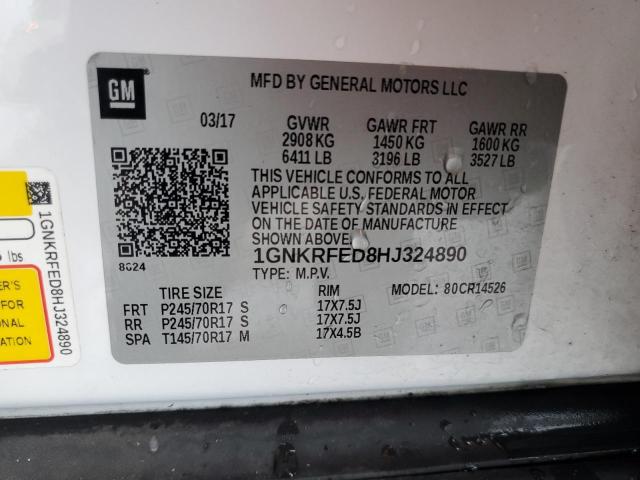 GM
MFD BY GENERAL MOTORS LLC
03/17 GVWR GAWR FRT GAWR RR
2908 KG 1450 KG 1600 KG
6411 LB 3196 LB 3527 LB
THIS VEHICLE CONFORMS TO ALL
APPLICABLE U.S. FEDERAL MOTOR
VEHICLE SAFETY STANDARDS IN EFFECT
ON THE DATE OF MANUFACTURE
SHOWN ABOVE.
1GNKRFED8HJ324890
8624
TYPE: M.P.V.
TIRE SIZE RIM MODEL: 80CR14526
FRT P245/70R17 S 17X7.5J
RR P245/70R17 S 17X7.5J
SPA T145/70R17 M 17X4.5B
1GNKRFED8HJ324890
lbs
ER'S
FOR
ONAL
ATION